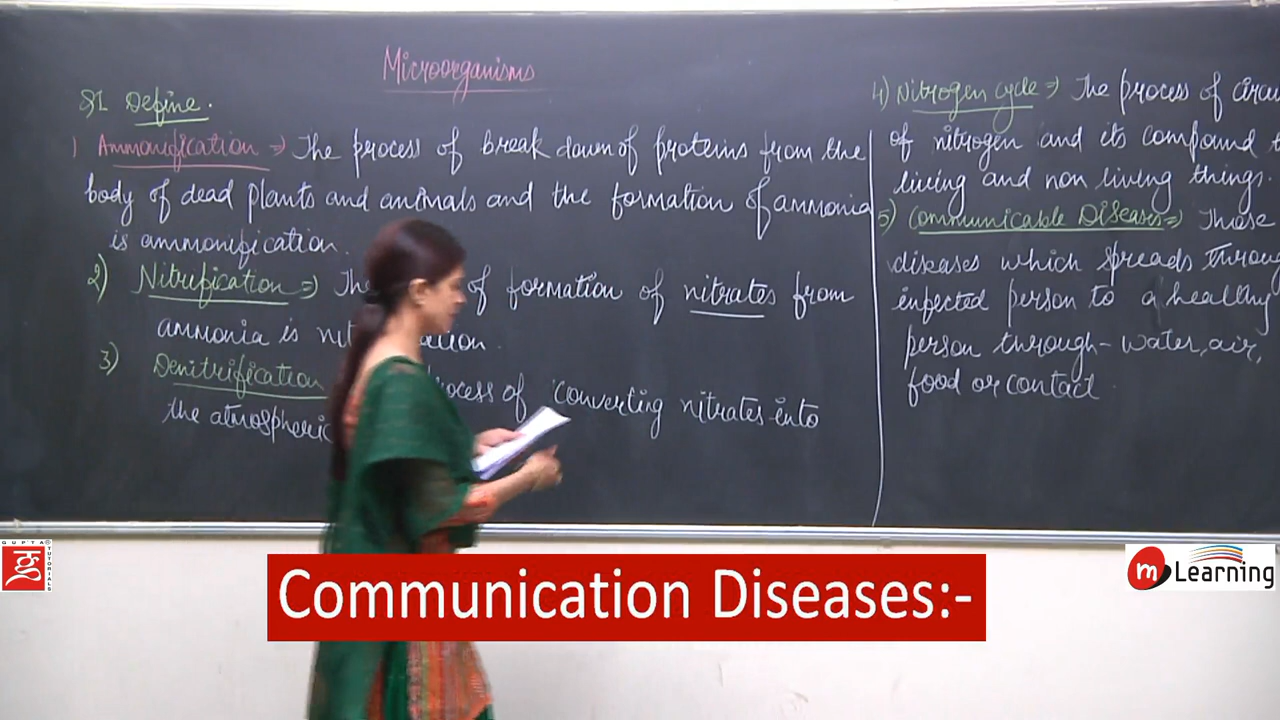 Microorganisms
Q1. Define.
1) Ammonification => The process of break down of proteins from the
body of dead plants and animals and the formation of ammonia
is ammonification.
2) Nitrification => The of formation of nitrates from
ammonia is
3) Denitrification of converting nitrates into
the atmospheric
4) Nitrogen cycle => The process of
of nitrogen and its compound
living and non living things.
5) Communicable Diseases => Those
diseases which spreads
infected person to a healthy
person through - water, air,
food or contact
GUPTA TUTORIALS
m Learning
Communication Diseases:-